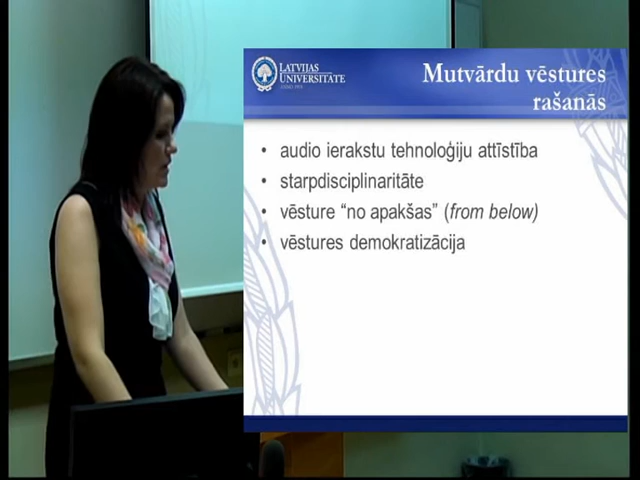 LATVIJAS
UNIVERSITĀTE
Mutvārdu vēstures
rašanās
• audio ierakstu tehnoloģiju attīstība
• starpdisciplinaritāte
• vēsture “no apakšas” (from below)
• vēstures demokratizācija